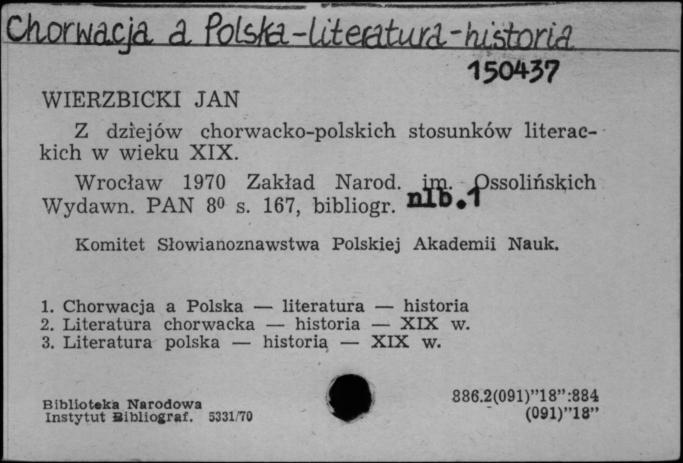 Chorwacja a Polska-literatura-historia
150437
WIERZBICKI JAN
Z dziejów chorwacko-polskich stosunków literac-
kich w wieku XIX.
Wrocław 1970 Zakład Narod. im. Ossolińskich
Wydawn. PAN 8⁰ s. 167, bibliogr. nlb. 1
Komitet Słowianoznawstwa Polskiej Akademii Nauk.
1. Chorwacja a Polska — literatura — historia
2. Literatura chorwacka — historia — XIX w.
3. Literatura polska — historia — XIX w.
Biblioteka Narodowa
Instytut Bibliograf. 5331/70
886.2(091)"18":884
(091)"18"